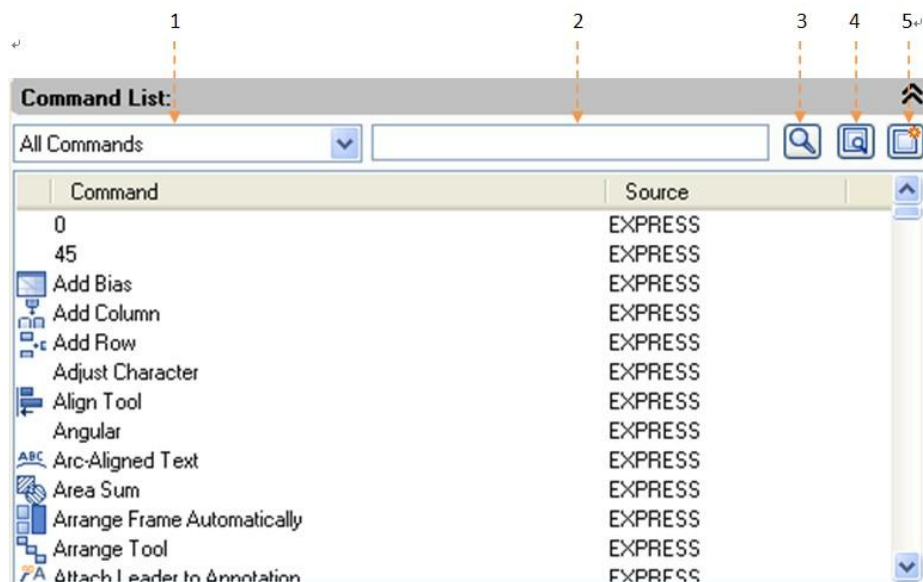 1 2 3 4 5
Command List:
All Commands
Command Source
0 EXPRESS
45 EXPRESS
Add Bias EXPRESS
Add Column EXPRESS
Add Row EXPRESS
Adjust Character EXPRESS
Align Tool EXPRESS
Angular EXPRESS
ABC Arc-Aligned Text EXPRESS
Area Sum EXPRESS
Arrange Frame Automatically EXPRESS
Arrange Tool EXPRESS
A Attach Leader to Annotation EXPRESS